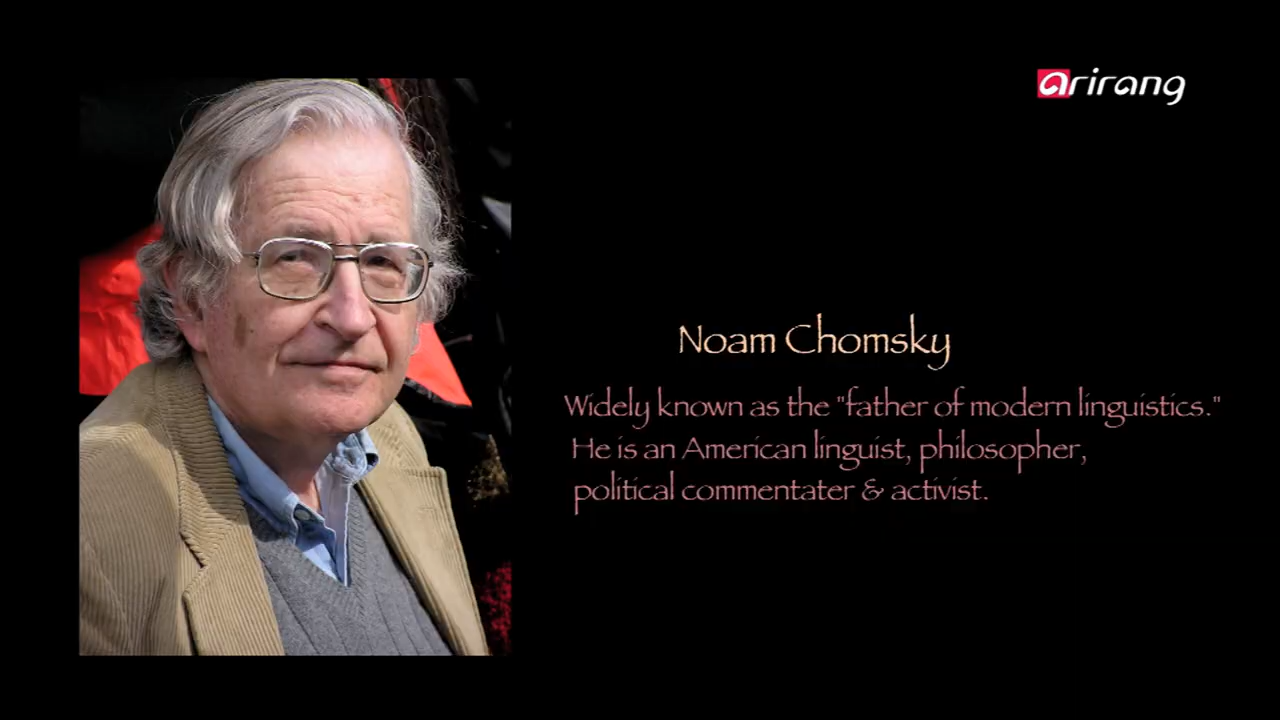 arirang
Noam Chomsky
Widely known as the "father of modern linguistics."
He is an American linguist, philosopher,
political commentater & activist.